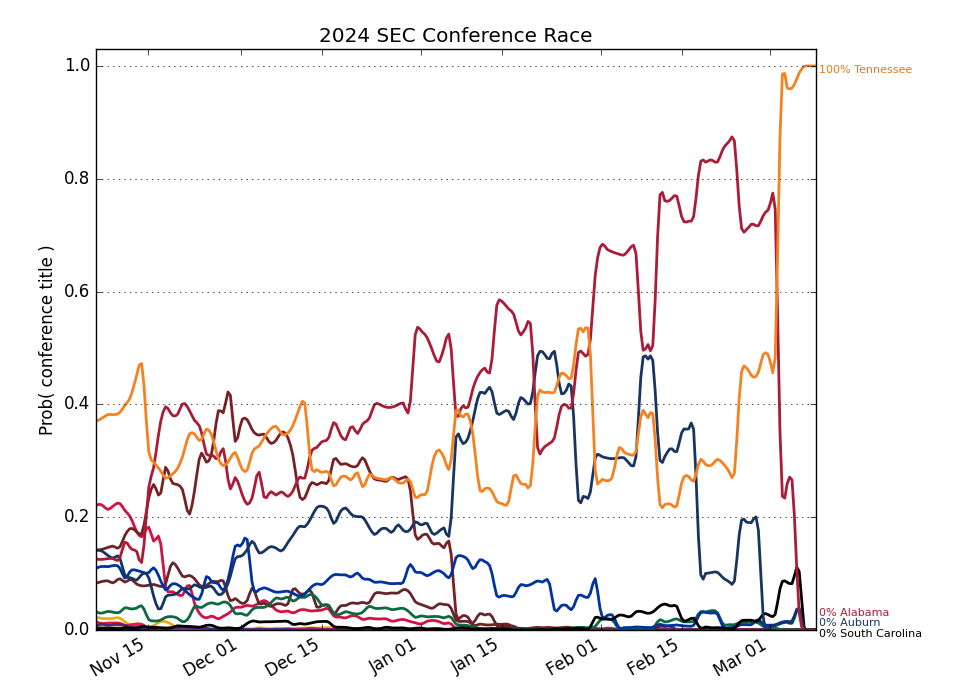 2024 SEC Conference Race
Prob( conference title )
1.0
0.8
0.6
0.4
0.2
0.0
Nov 15
Dec 01
Dec 15
Jan 01
Jan 15
Feb 01
Feb 15
Mar 01
100% Tennessee
0% Alabama
0% Auburn
0% South Carolina